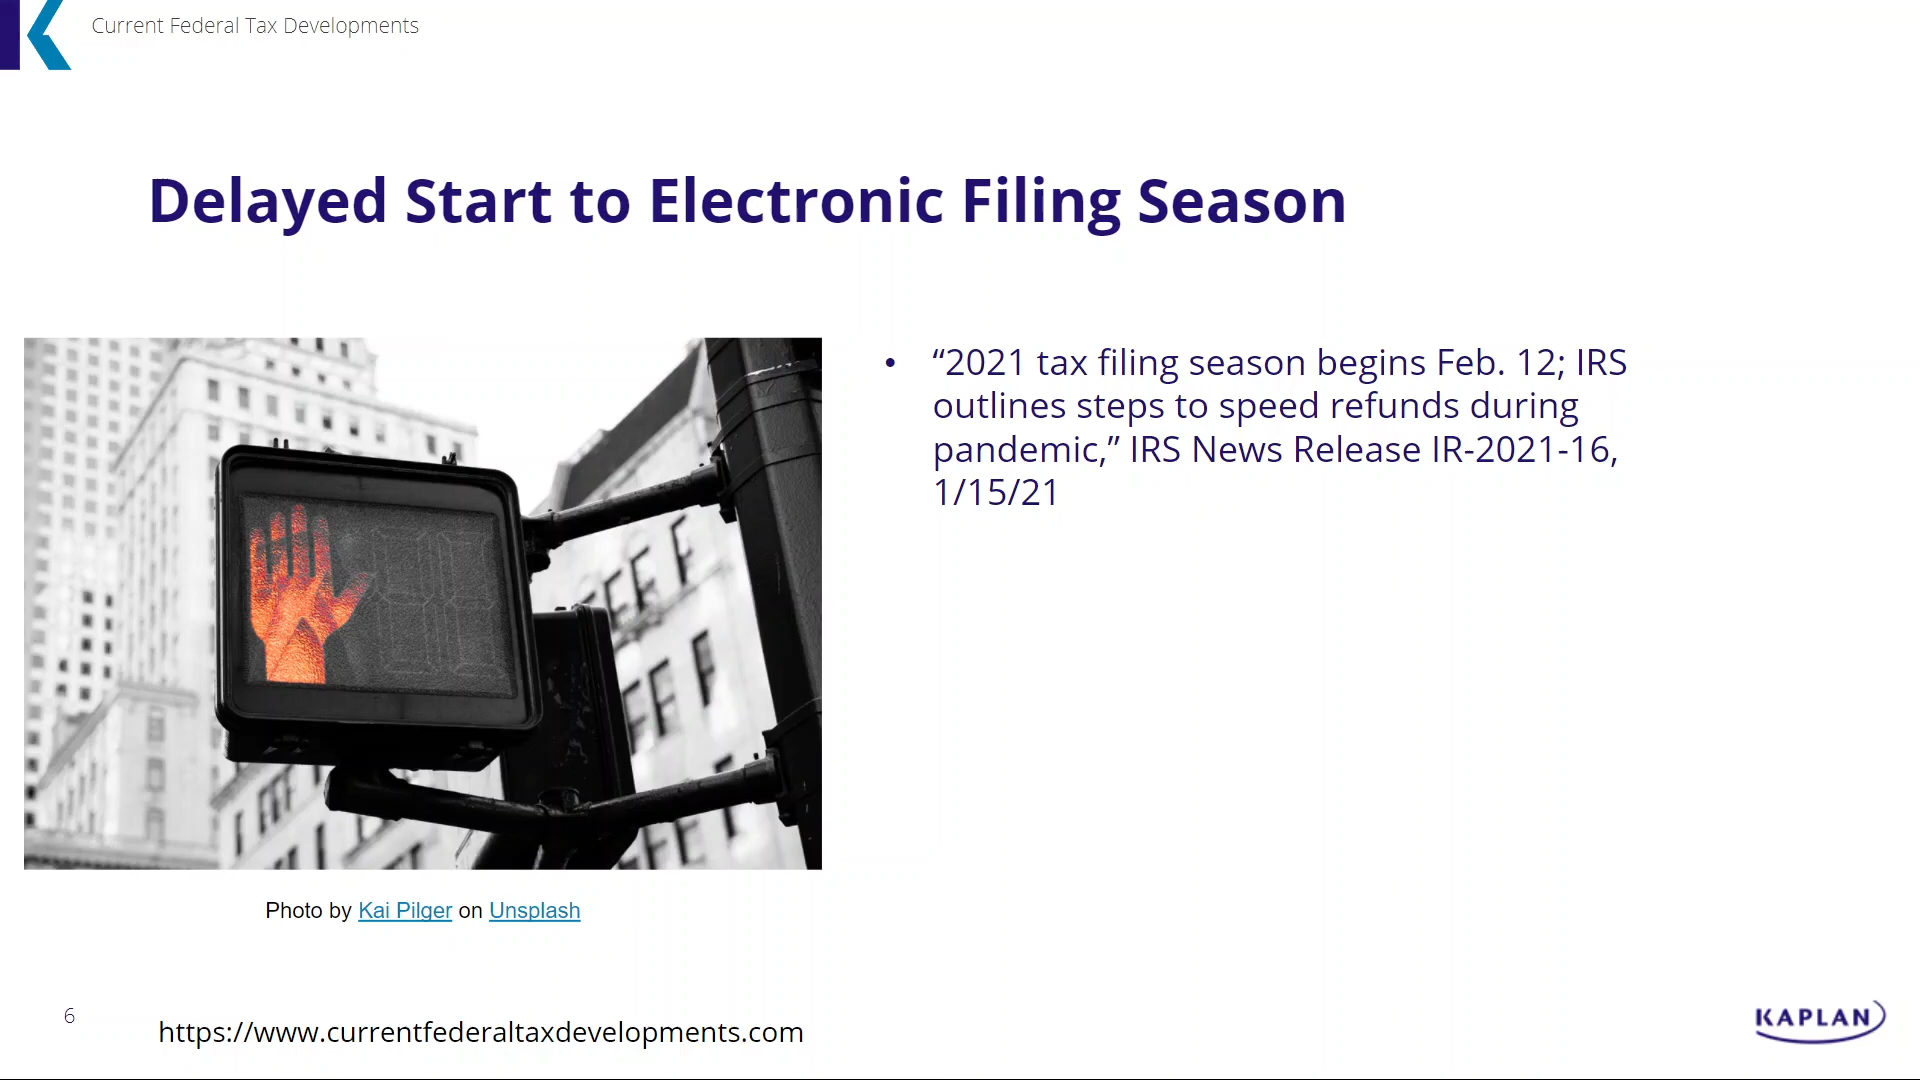 Current Federal Tax Developments
Delayed Start to Electronic Filing Season
• “2021 tax filing season begins Feb. 12; IRS
outlines steps to speed refunds during
pandemic,” IRS News Release IR-2021-16,
1/15/21
Photo by Kai Pilger on Unsplash
6
https://www.currentfederaltaxdevelopments.com
KAPLAN